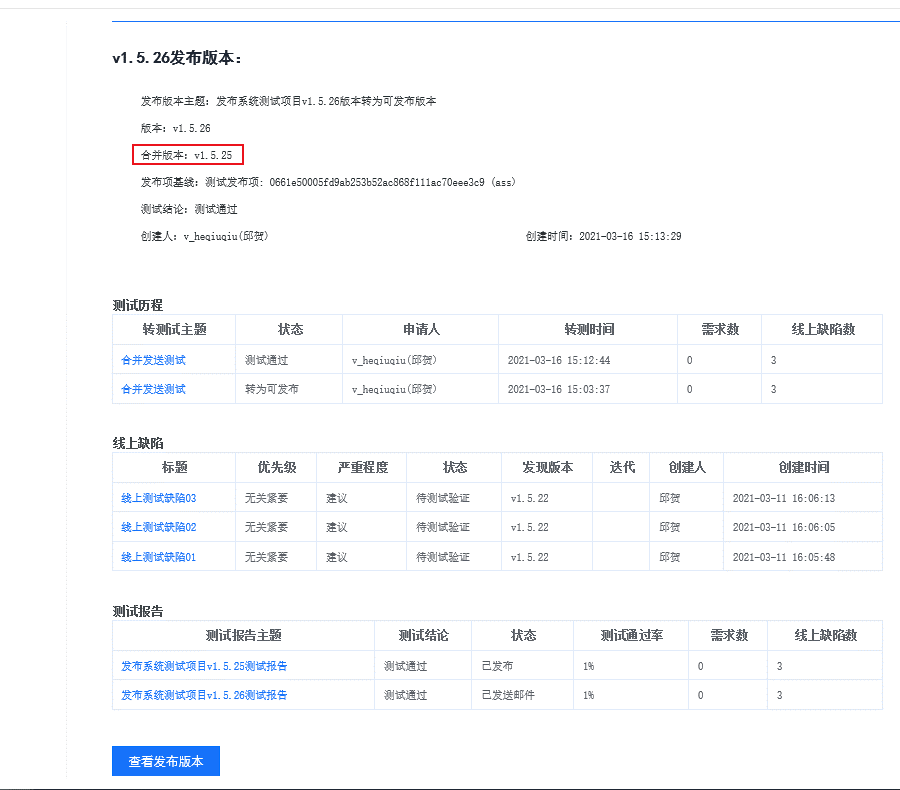 v1.5.26发布版本:
发布版本主题: 发布系统测试项目v1.5.26版本转为可发布版本
版本: v1.5.26
合并版本: v1.5.25
发布项基线: 测试发布项: 0661e50005fd9ab253b52ac868f111ac70eee3c9 (ass)
测试结论: 测试通过
创建人: v_heqiuqiu(邱贺) 创建时间: 2021-03-16 15:13:29
测试历程
转测试主题 状态 申请人 转测时间 需求数 线上缺陷数
合并发送测试 测试通过 v_heqiuqiu(邱贺) 2021-03-16 15:12:44 0 3
合并发送测试 转为可发布 v_heqiuqiu(邱贺) 2021-03-16 15:03:37 0 3
线上缺陷
标题 优先级 严重程度 状态 发现版本 迭代 创建人 创建时间
线上测试缺陷03 无关紧要 建议 待测试验证 v1.5.22 邱贺 2021-03-11 16:06:13
线上测试缺陷02 无关紧要 建议 待测试验证 v1.5.22 邱贺 2021-03-11 16:06:05
线上测试缺陷01 无关紧要 建议 待测试验证 v1.5.22 邱贺 2021-03-11 16:05:48
测试报告
测试报告主题 测试结论 状态 测试通过率 需求数 线上缺陷数
发布系统测试项目v1.5.25测试报告 测试通过 已发布 1% 0 3
发布系统测试项目v1.5.26测试报告 测试通过 已发送邮件 1% 0 3
查看发布版本